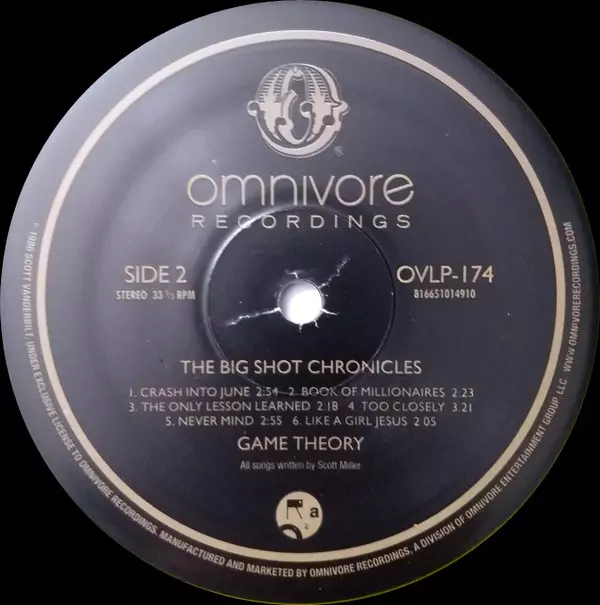 omnivore
RECORDINGS
SIDE 2
STEREO 33 ⅓ RPM
OVLP-174
816651014910
THE BIG SHOT CHRONICLES
1. CRASH INTO JUNE 2:54 2. BOOK OF MILLIONAIRES 2:23
3. THE ONLY LESSON LEARNED 2:18 4. TOO CLOSELY 3:21
5. NEVER MIND 2:55 6. LIKE A GIRL JESUS 2:05
GAME THEORY
All songs written by Scott Miller
a
℗ 1986 SCOTT VANDERBILT, UNDER EXCLUSIVE LICENSE TO OMNIVORE RECORDINGS. MANUFACTURED AND MARKETED BY OMNIVORE RECORDINGS, A DIVISION OF OMNIVORE ENTERTAINMENT GROUP, LLC WWW.OMNIVORERECORDINGS.COM